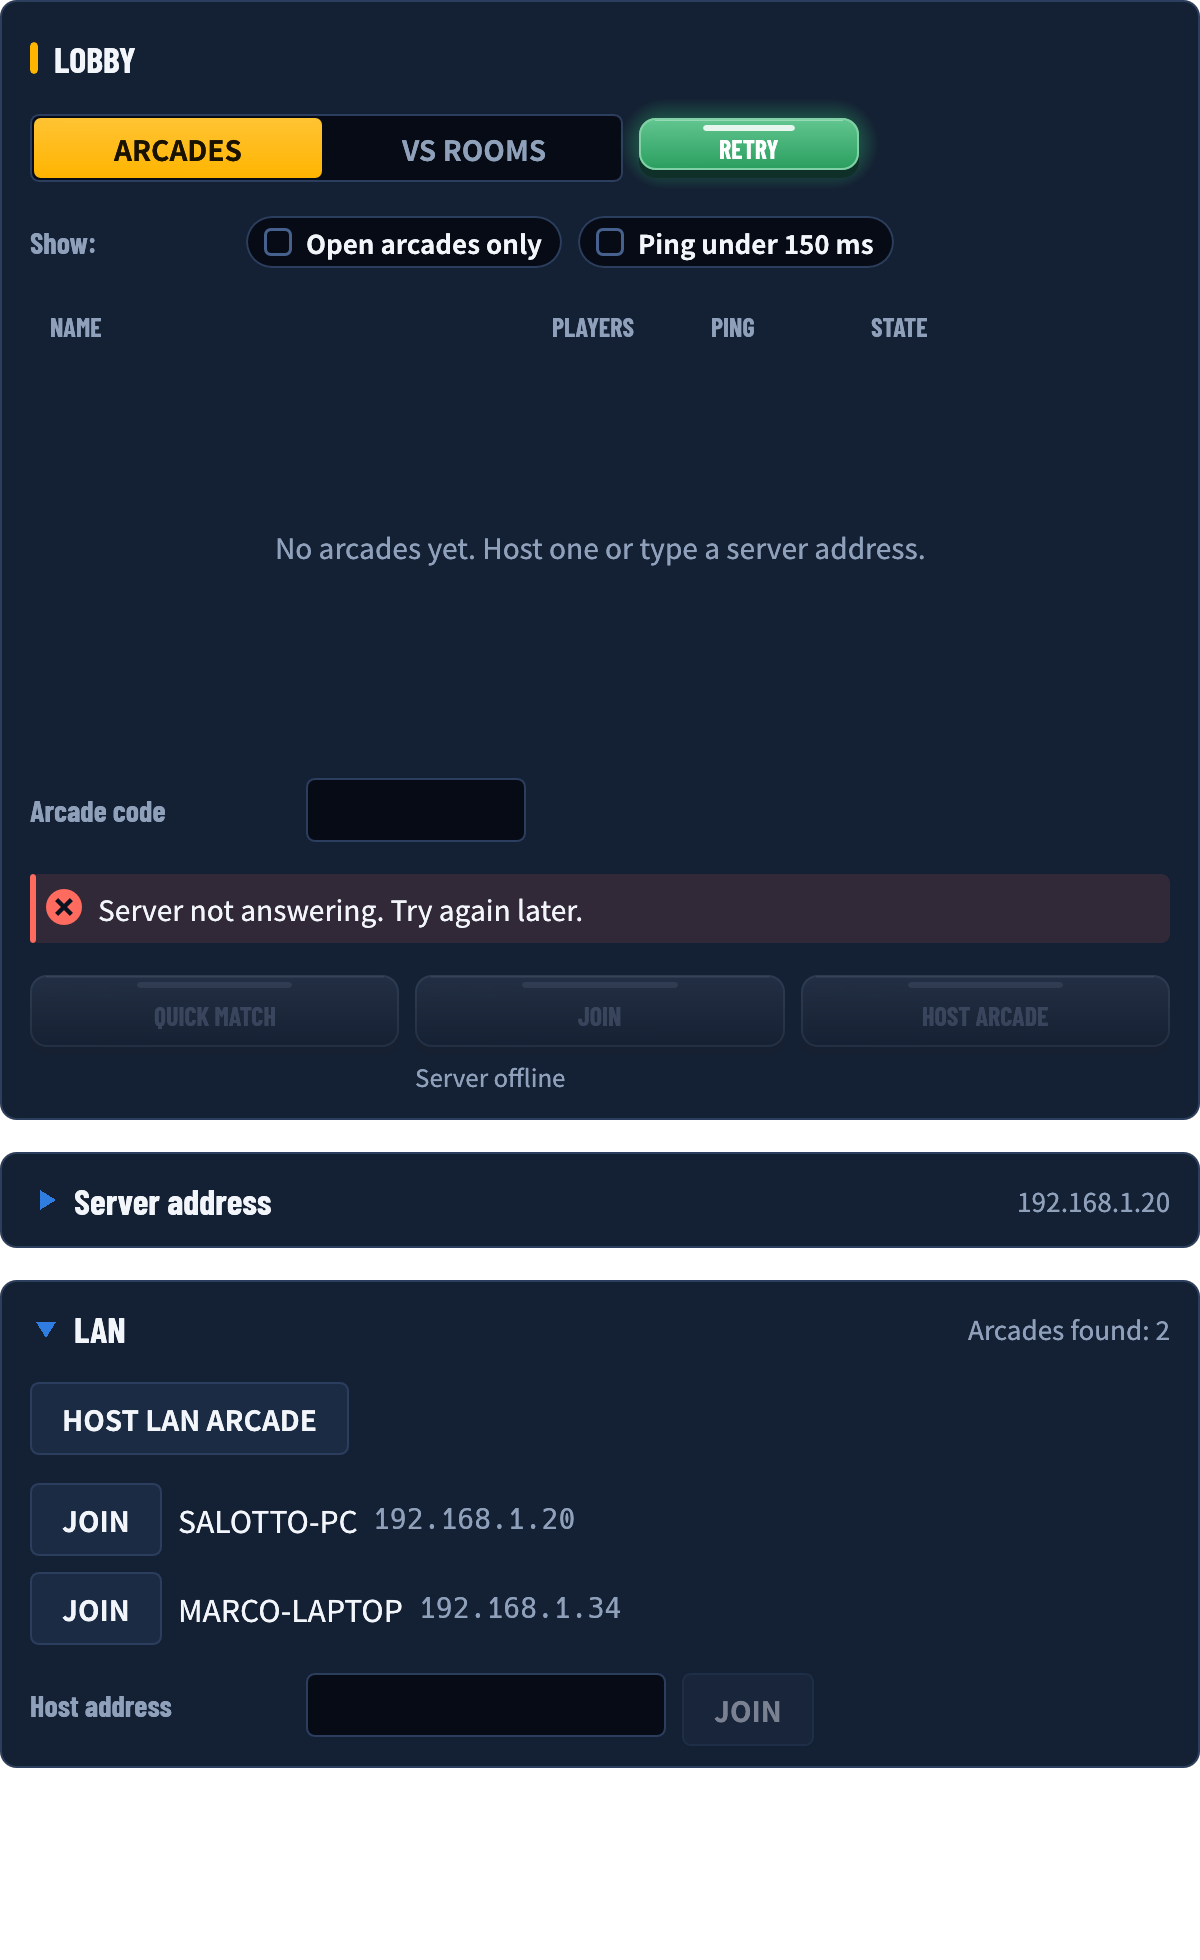 LOBBY
ARCADES VS ROOMS RETRY
Show: Open arcades only Ping under 150 ms
NAME PLAYERS PING STATE
No arcades yet. Host one or type a server address.
Arcade code
Server not answering. Try again later.
QUICK MATCH JOIN HOST ARCADE
Server offline
Server address 192.168.1.20
LAN Arcades found: 2
HOST LAN ARCADE
JOIN SALOTTO-PC 192.168.1.20
JOIN MARCO-LAPTOP 192.168.1.34
Host address JOIN